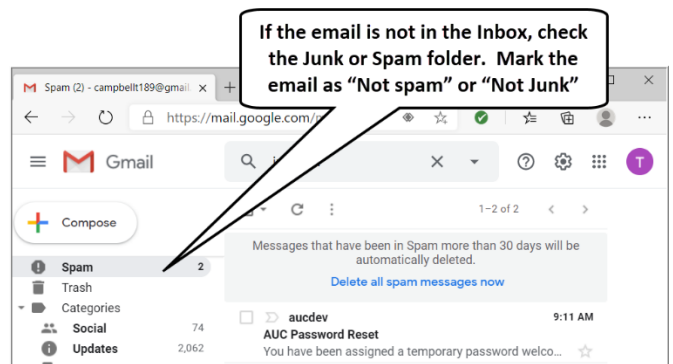 If the email is not in the Inbox, check
the Junk or Spam folder.  Mark the
email as “Not spam” or “Not Junk”
Spam (2) - campbellt189@gmail
https://mail.google.com/
Gmail
T
Compose
1–2 of 2
Messages that have been in Spam more than 30 days will be
automatically deleted.
Delete all spam messages now
Spam 2
Trash
Categories
Social 74
Updates 2,062
aucdev 9:11 AM
AUC Password Reset
You have been assigned a temporary password welco...